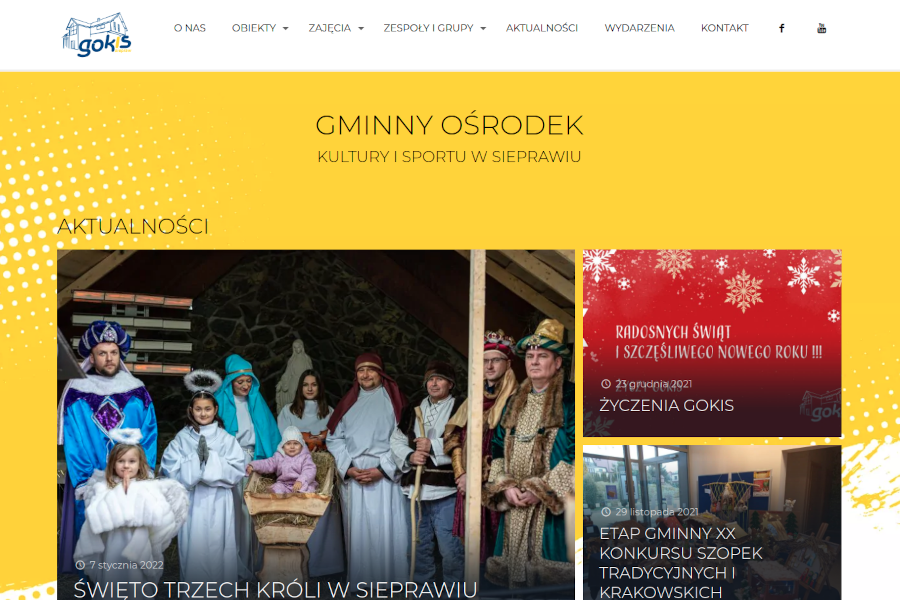 gokis
O NAS
OBIEKTY
ZAJĘCIA
ZESPOŁY I GRUPY
AKTUALNOŚCI
WYDARZENIA
KONTAKT
GMINNY OŚRODEK
KULTURY I SPORTU W SIEPRAWIU
AKTUALNOŚCI
7 stycznia 2022
ŚWIĘTO TRZECH KRÓLI W SIEPRAWIU
RADOSNYCH ŚWIĄT
I SZCZĘŚLIWEGO NOWEGO ROKU !!!
23 grudnia 2021
ŻYCZENIA GOKIS
gok
29 listopada 2021
ETAP GMINNY XX
KONKURSU SZOPEK
TRADYCYJNYCH I
KRAKOWSKICH